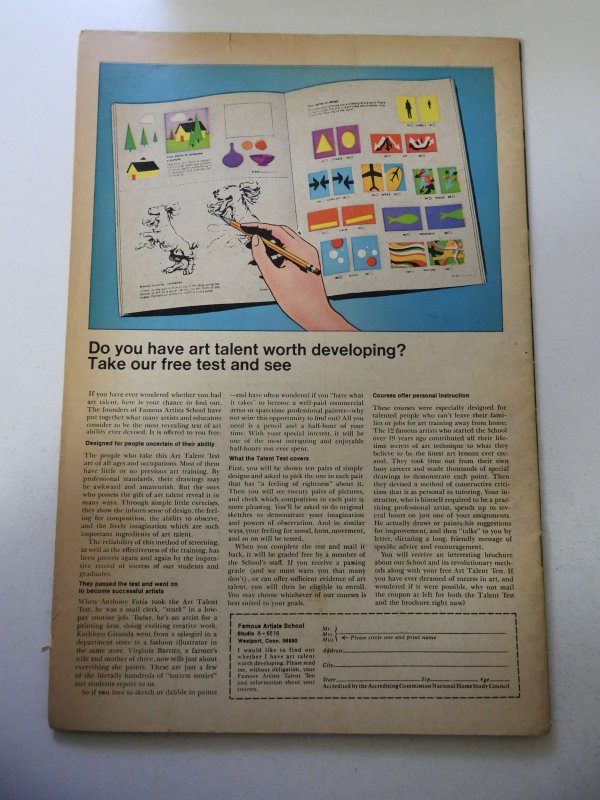 Do you have art talent worth developing?
Take our free test and see
If you have ever wondered whether you had
art talent, here is your chance to find out.
The founders of Famous Artists School have
put together what many artists and educators
consider to be the most revealing test of art
ability ever devised. It is offered to you free.
Designed for people uncertain of their ability
The people who take this Art Talent Test
are of all ages and occupations. Most of them
have little or no previous art training. By
professional standards, their drawings may
be awkward and amateurish. But the ones
who possess the gift of art talent reveal it in
many ways. Through simple little exercises,
they show the inborn sense of design, the feel-
ing for composition, the ability to observe,
and the lively imagination which are such
important ingredients of art talent.
The reliability of this method of screening,
as well as the effectiveness of the training, has
been proven again and again by the impres-
sive record of success of our students and
graduates.
They passed the test and went on
to become successful artists
When Anthony Fotia took the Art Talent
Test, he was a mail clerk, "stuck" in a low-
pay routine job. Today, he's an artist for a
printing firm, doing exciting creative work.
Kathleen Gironda went from a salesgirl in a
department store to a fashion illustrator in
the same store. Virginia Bartter, a farmer's
wife and mother of three, now sells just about
everything she paints. These are just a few
of the literally hundreds of "success stories"
our students report to us.
So if you love to sketch or dabble in paints
—and have often wondered if you "have what
it takes" to become a well-paid commercial
artist or sparetime professional painter—why
not seize this opportunity to find out? All you
need is a pencil and a half-hour of your
time. With your special interest, it will be
one of the most intriguing and enjoyable
half-hours you ever spent.
What the Talent Test covers
First, you will be shown ten pairs of simple
designs and asked to pick the one in each pair
that has "a feeling of rightness" about it.
Then you will see twenty pairs of pictures,
and check which composition in each pair is
more pleasing. You'll be asked to do original
sketches to demonstrate your imagination
and powers of observation. And in similar
ways, your feeling for mood, form, movement,
and so on will be tested.
When you complete the test and mail it
back, it will be graded free by a member of
the School's staff. If you receive a passing
grade (and we must warn you that many
don't), or can offer sufficient evidence of art
talent, you will then be eligible to enroll.
You may choose whichever of our courses is
best suited to your goals.
Courses offer personal instruction
These courses were especially designed for
talented people who can't leave their fami-
lies or jobs for art training away from home.
The 12 famous artists who started the School
over 19 years ago contributed all their life-
time secrets of art technique so what they
believe to be the finest art lessons ever cre-
ated. They took time out from their own
busy careers and made thousands of special
drawings to demonstrate each point. Then
they devised a method of constructive criti-
cism that is as personal as tutoring. Your in-
structor, who is himself required to be a prac-
ticing professional artist, spends up to sev-
eral hours on just one of your assignments.
He actually draws or paints his suggestions
for improvement, and then "talks" to you by
letter, dictating a long, friendly message of
specific advice and encouragement.
You will receive an interesting brochure
about our School and its revolutionary meth-
ods along with your free Art Talent Test. If
you have ever dreamed of success in art, and
wondered if it were possible, why not mail
the coupon at left for both the Talent Test
and the brochure right now?
Famous Artists School
Studio A-6516
Westport, Conn. 06880
I would like to find out
whether I have art talent
worth developing. Please send
me, without obligation, your
Famous Artists Talent Test
and information about your
courses.
Mr.
Mrs.
Miss
Please circle one and print name
Address
City
State Zip Age
Accredited by the Accrediting Commission National Home Study Council